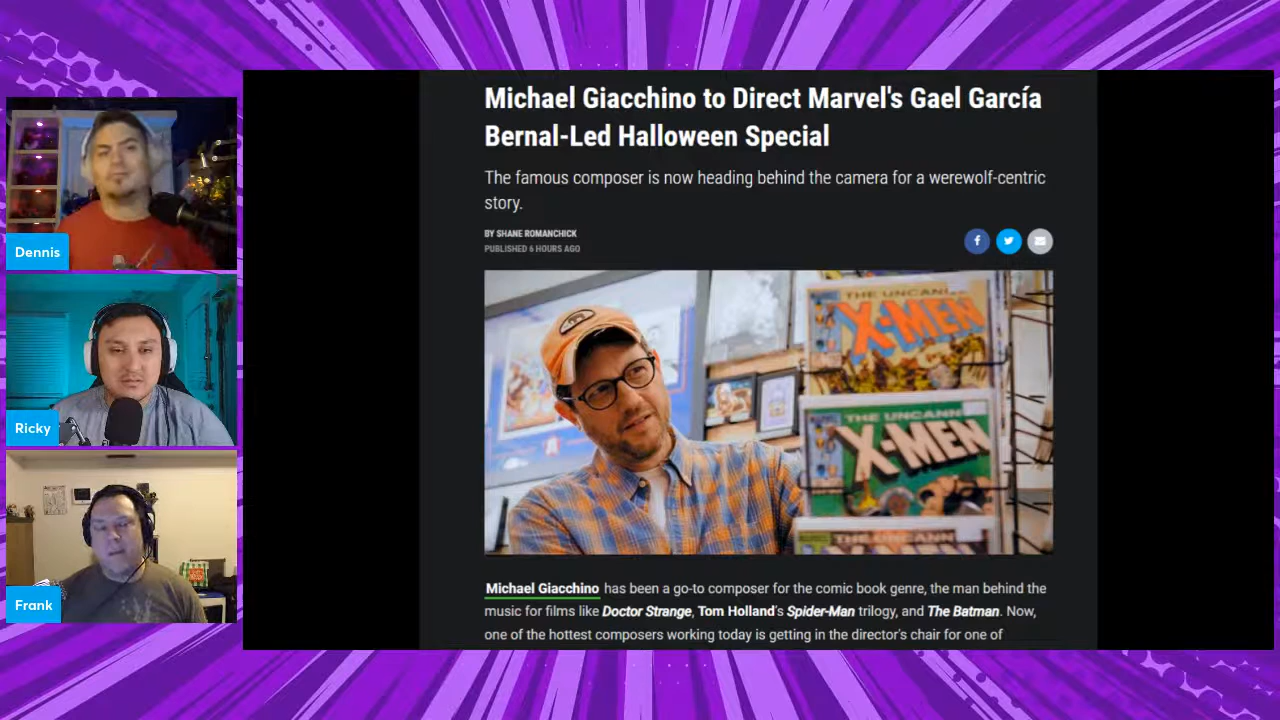 Michael Giacchino to Direct Marvel's Gael García
Bernal-Led Halloween Special
The famous composer is now heading behind the camera for a werewolf-centric
story.
BY SHANE ROMANCHICK
PUBLISHED 6 HOURS AGO
THE UNCANNY
X-MEN
THE UNCANN
X-MEN
THE UNCANN
Michael Giacchino has been a go-to composer for the comic book genre, the man behind the
music for films like Doctor Strange, Tom Holland's Spider-Man trilogy, and The Batman. Now,
one of the hottest composers working today is getting in the director's chair for one of
Dennis
Ricky
Frank